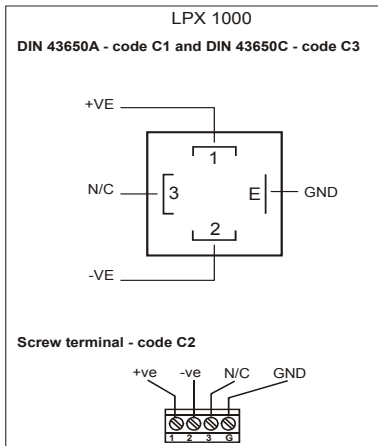 LPX 1000
DIN 43650A - code C1 and DIN 43650C - code C3
+VE
1
N/C
3
E
GND
2
-VE
Screw terminal - code C2
+ve
-ve
N/C
GND
1 2 3 G